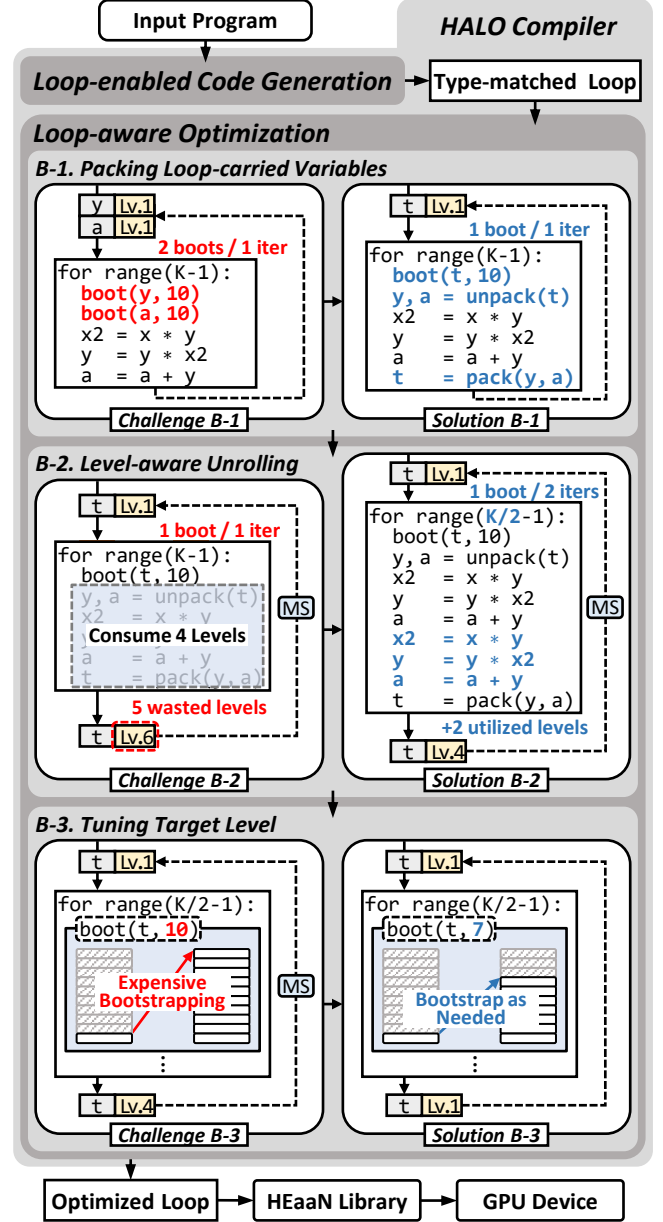 Input Program
HALO Compiler
Loop-enabled Code Generation
Type-matched Loop
Loop-aware Optimization
B-1. Packing Loop-carried Variables
y Lv.1
a Lv.1
2 boots / 1 iter
for range(K-1):
boot(y, 10)
boot(a, 10)
x2 = x * y
y = y * x2
a = a + y
Challenge B-1
t Lv.1
1 boot / 1 iter
for range(K-1):
boot(t, 10)
y, a = unpack(t)
x2 = x * y
y = y * x2
a = a + y
t = pack(y, a)
Solution B-1
B-2. Level-aware Unrolling
t Lv.1
1 boot / 1 iter
for range(K-1):
boot(t, 10)
y, a = unpack(t)
x2 = x * y
Consume 4 Levels
a = a + y
t = pack(y, a)
MS
5 wasted levels
t Lv.6
Challenge B-2
t Lv.1
1 boot / 2 iters
for range(K/2-1):
boot(t, 10)
y, a = unpack(t)
x2 = x * y
y = y * x2
a = a + y
x2 = x * y
y = y * x2
a = a + y
t = pack(y, a)
MS
+2 utilized levels
t Lv.4
Solution B-2
B-3. Tuning Target Level
t Lv.1
for range(K/2-1):
boot(t, 10)
Expensive
Bootstrapping
MS
⋮
t Lv.4
Challenge B-3
t Lv.1
for range(K/2-1):
boot(t, 7)
Bootstrap as
Needed
⋮
t Lv.1
Solution B-3
Optimized Loop
HEaaN Library
GPU Device